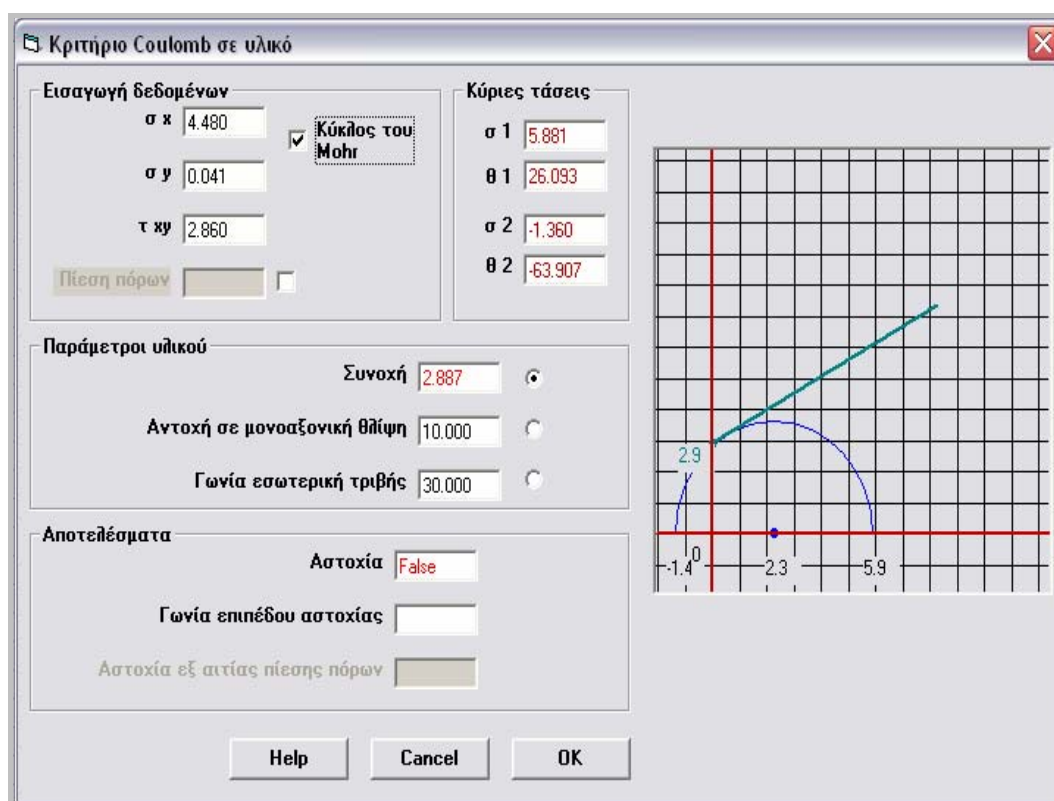 Κριτήριο Coulomb σε υλικό
Εισαγωγή δεδομένων
σ x 4.480
Κύκλος του
Mohr
σ y 0.041
τ xy 2.860
Πίεση πόρων
Κύριες τάσεις
σ 1 5.881
θ 1 26.093
σ 2 -1.360
θ 2 -63.907
Παράμετροι υλικού
Συνοχή 2.887
Αντοχή σε μονοαξονική θλίψη 10.000
Γωνία εσωτερική τριβής 30.000
Αποτελέσματα
Αστοχία False
Γωνία επιπέδου αστοχίας
Αστοχία εξ αιτίας πίεσης πόρων
2.9
-1.4 0 2.3 5.9
Help Cancel OK